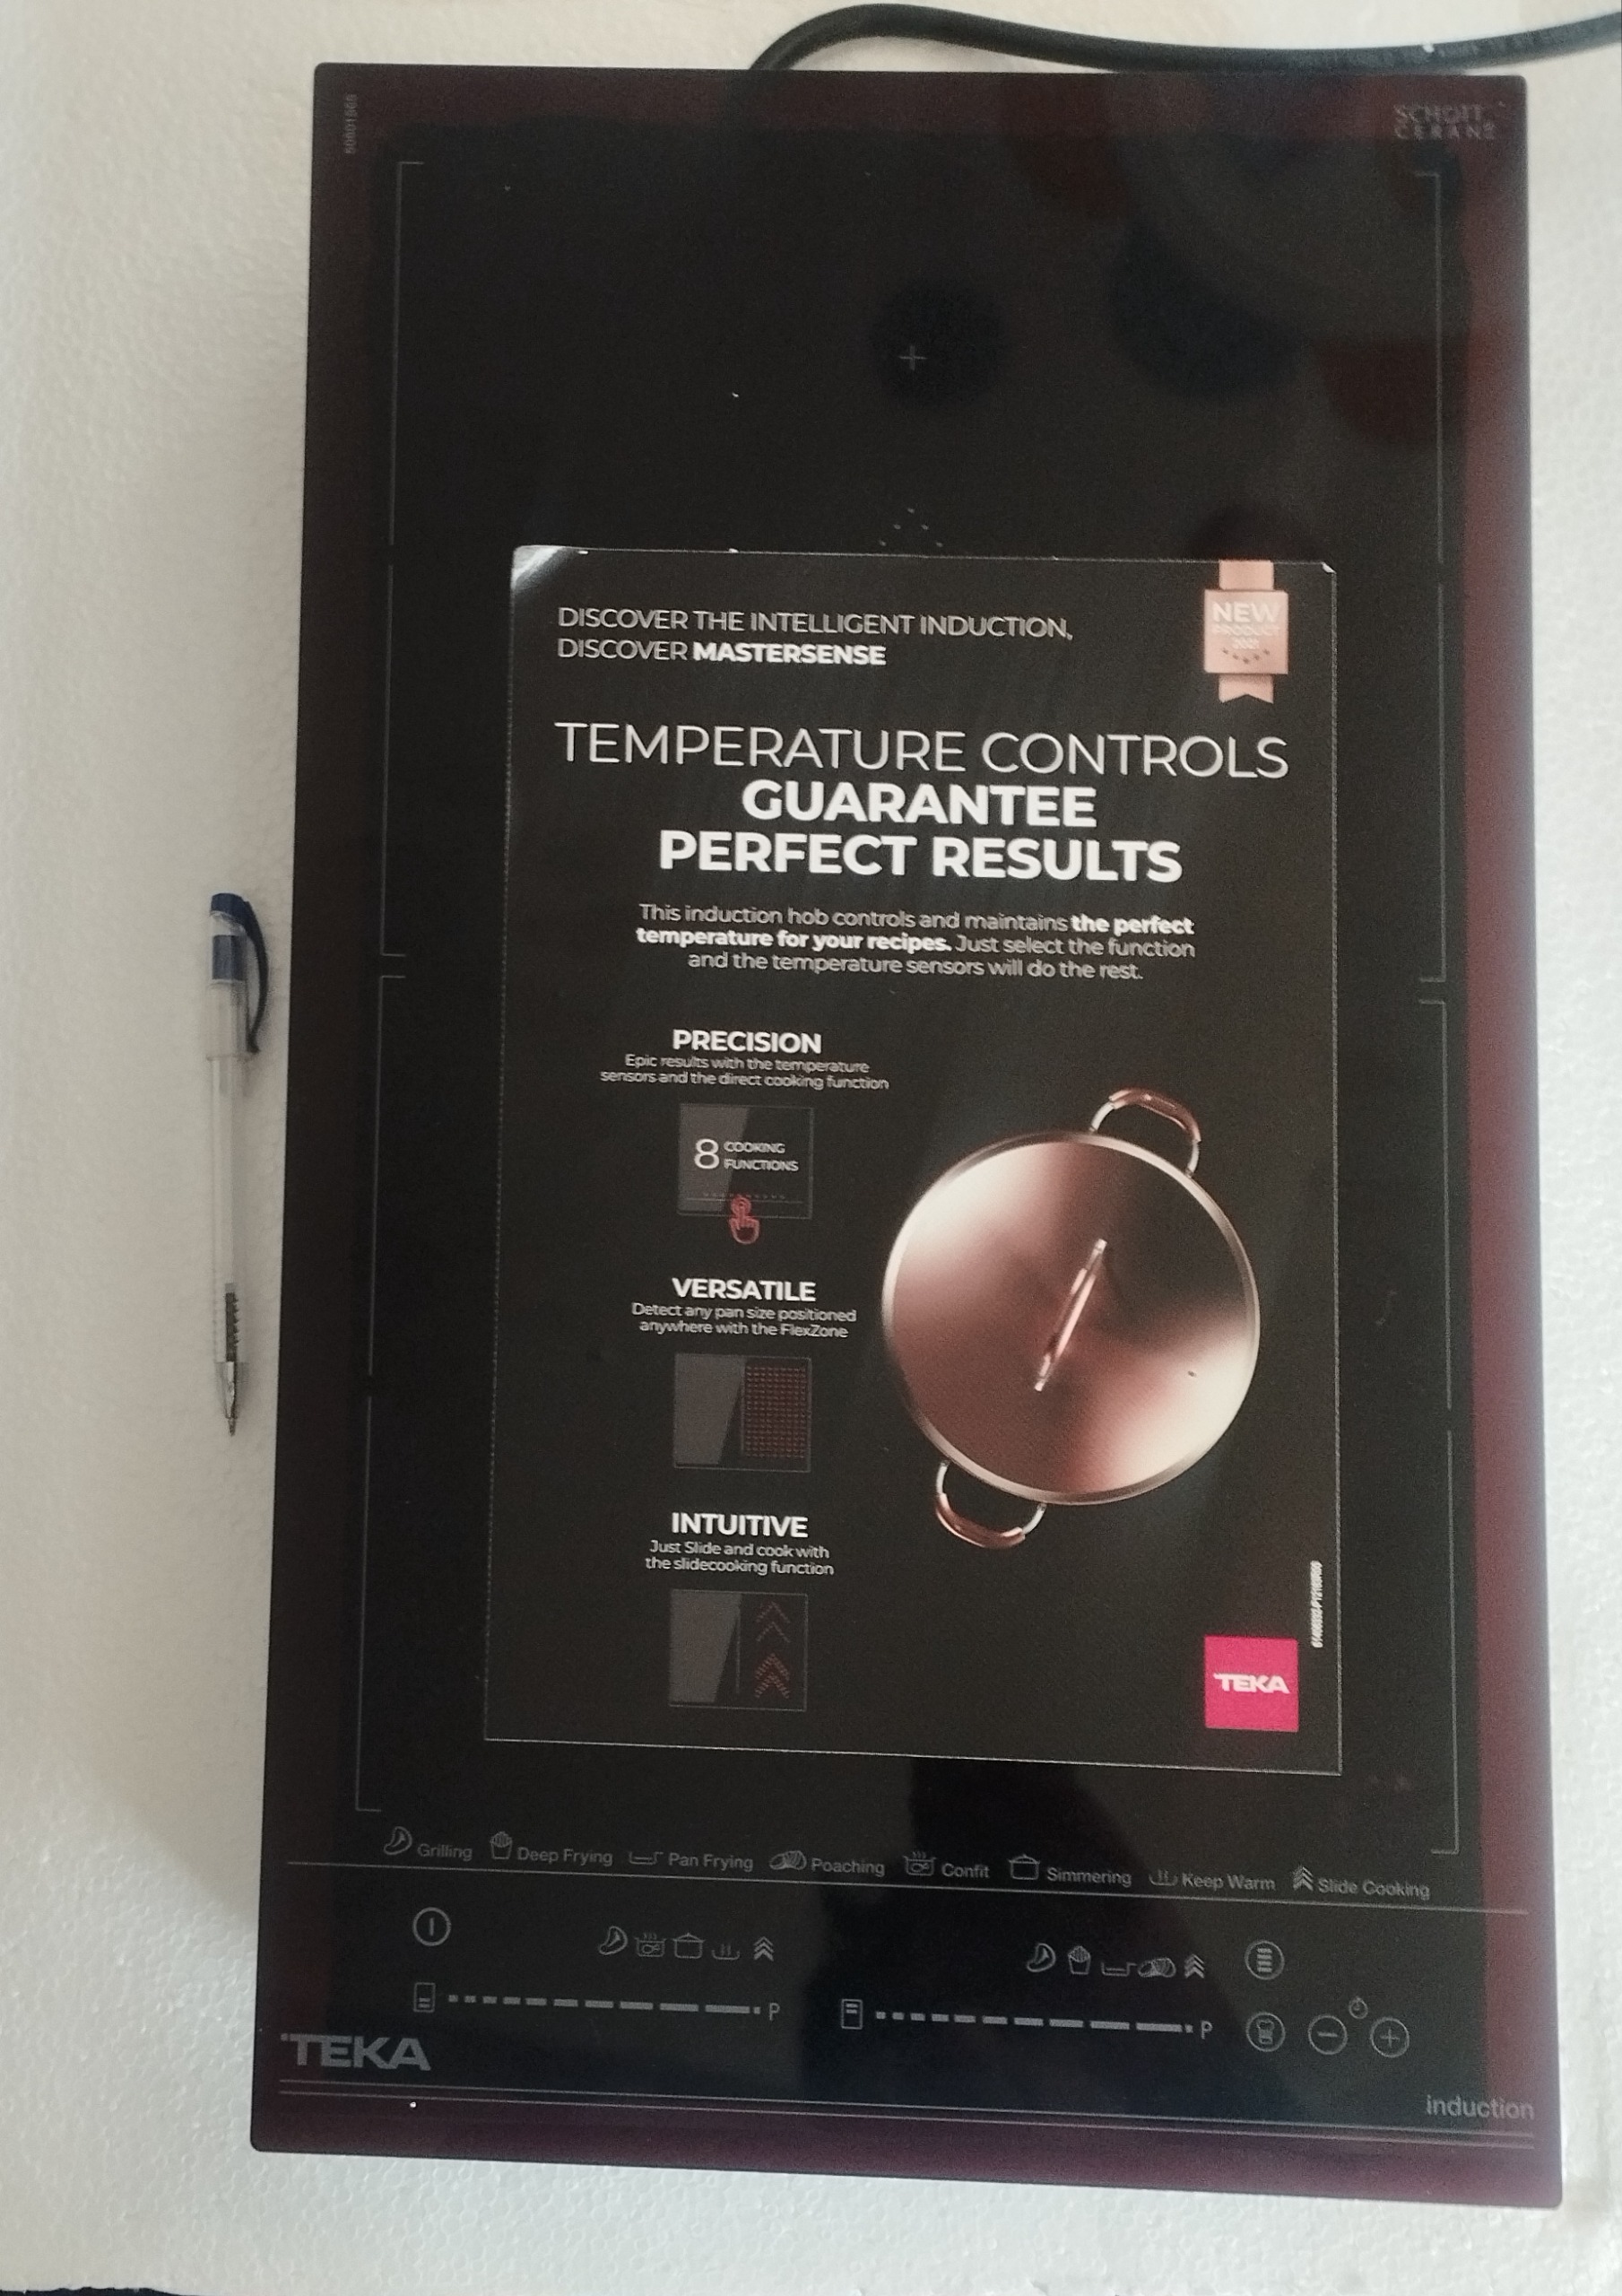 SCHOTT
CERAN®
DISCOVER THE INTELLIGENT INDUCTION,
DISCOVER MASTERSENSE
NEW
PRODUCT
2021
TEMPERATURE CONTROLS
GUARANTEE
PERFECT RESULTS
This induction hob controls and maintains the perfect
temperature for your recipes. Just select the function
and the temperature sensors will do the rest.
PRECISION
Epic results with the temperature
sensors and the direct cooking function
8 COOKING
FUNCTIONS
VERSATILE
Detect any pan size positioned
anywhere with the FlexZone
INTUITIVE
Just Slide and cook with
the slidecooking function
TEKA
Grilling Deep Frying Pan Frying Poaching Confit Simmering Keep Warm Slide Cooking
P P
TEKA
induction